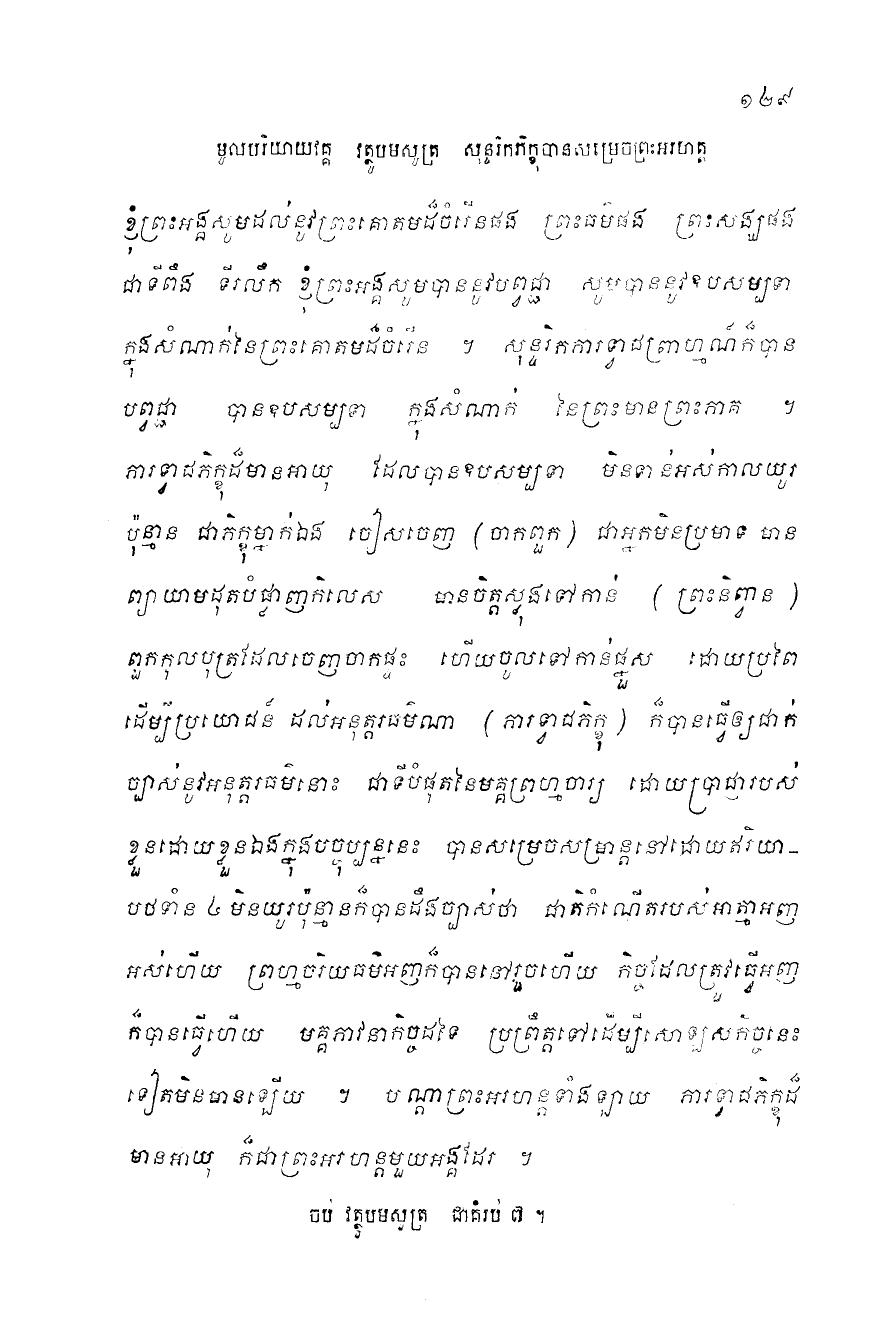 ១៤៩
មូលបរិយាយវគ្គ វត្ថូបមសូត្រ សុន្ទរិកភិក្ខុបានសម្រេចព្រះអរហត្ត
ខ្ញុំព្រះអង្គសូមដល់នូវព្រះគោតមដ៏ចំរើនផង ព្រះធម៌ផង ព្រះសង្ឃផង
ជាទីពឹង ទីរលឹក ខ្ញុំព្រះអង្គសូមបាននូវបព្វជ្ជា សូមបាននូវឧបសម្បទា
ក្នុងសំណាក់នៃព្រះគោតមដ៏ចំរើន ។ សុន្ទរិកភារទ្វាជព្រាហ្មណ៍ក៏បាន
បព្វជ្ជា បានឧបសម្បទា ក្នុងសំណាក់ នៃព្រះមានព្រះភាគ ។
ភារទ្វាជភិក្ខុដ៏មានអាយុ ដែលបានឧបសម្បទា មិនទាន់អស់កាលយូរ
ប៉ុន្មាន ជាភិក្ខុម្នាក់ឯង ចៀសចេញ (ចាកពួក) ជាអ្នកមិនប្រមាទ មាន
ព្យាយាមដុតបំផ្លាញកិលេស មានចិត្តស្លុងទៅកាន់ (ព្រះនិព្វាន)
ពួកកុលបុត្រដែលចេញចាកផ្ទះ ហើយចូលទៅកាន់ផ្នួស ដោយប្រពៃ
ដើម្បីប្រយោជន៍ ដល់អនុត្តរធម៌ណា (ភារទ្វាជភិក្ខុ) ក៏បានធ្វើឲ្យជាក់
ច្បាស់នូវអនុត្តរធម៌នោះ ជាទីបំផុតនៃមគ្គព្រហ្មចារ្យ ដោយប្រាជ្ញារបស់
ខ្លួនដោយខ្លួនឯងក្នុងបច្ចុប្បន្ននេះ បានសម្រេចសម្រាន្តនៅដោយឥរិយា-
បថទាំង ៤ មិនយូរប៉ុន្មានក៏បានដឹងច្បាស់ថា ជាតិកំណើតរបស់អាត្មាអញ
អស់ហើយ ព្រហ្មចរិយធម៌អញក៏បាននៅរួចហើយ កិច្ចដែលត្រូវធ្វើអញ
ក៏បានធ្វើហើយ មគ្គភាវនាកិច្ចដទៃ ប្រព្រឹត្តទៅដើម្បីសោឡសកិច្ចនេះ
ទៀតមិនមានឡើយ ។ បណ្តាព្រះអរហន្តទាំងឡាយ ភារទ្វាជភិក្ខុដ៏
មានអាយុ ក៏ជាព្រះអរហន្តមួយអង្គដែរ ។
ចប់ វត្ថូបមសូត្រ ជាគំរប់ ៧ ។